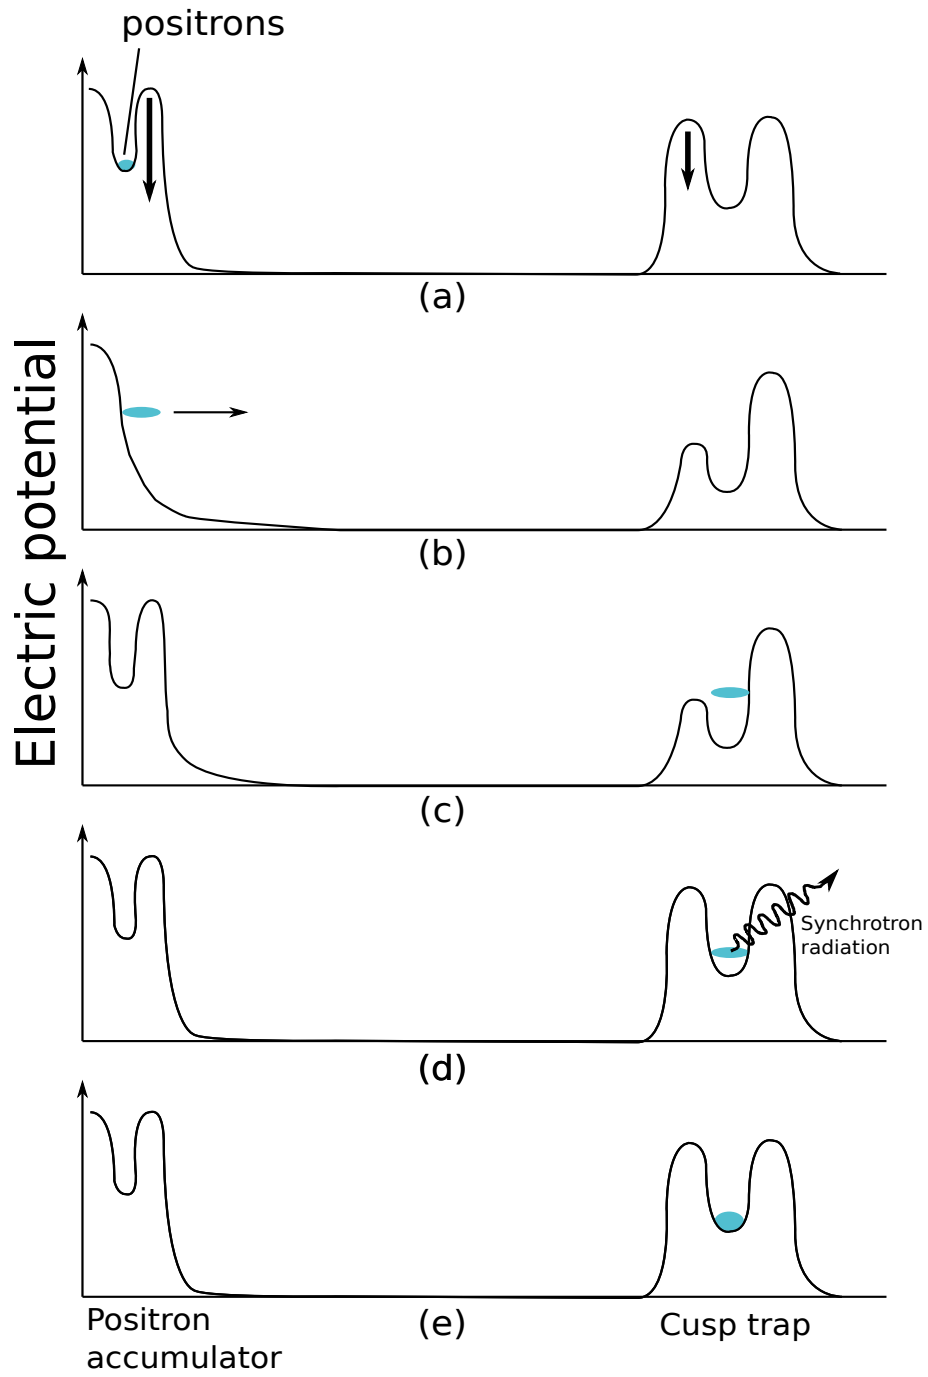 positrons
(a)
Electric potential
(b)
(c)
Synchrotron
radiation
(d)
(e)
Positron
accumulator
Cusp trap